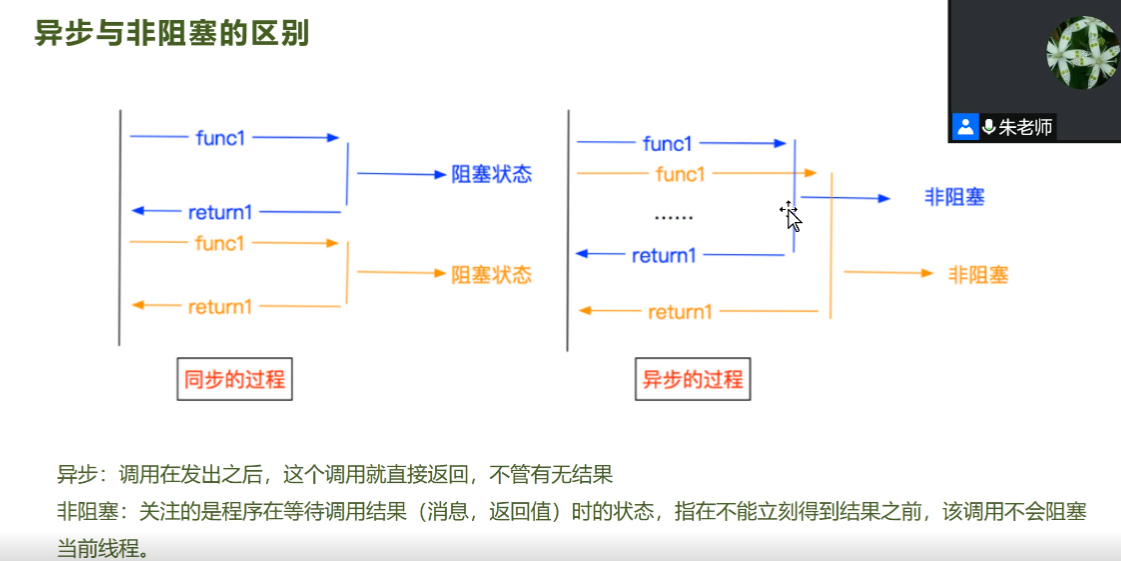 异步与非阻塞的区别
朱老师
func1
阻塞状态
return1
func1
阻塞状态
return1
同步的过程
func1
func1
非阻塞
......
return1
非阻塞
return1
异步的过程
异步：调用在发出之后，这个调用就直接返回，不管有无结果
非阻塞：关注的是程序在等待调用结果（消息，返回值）时的状态，指在不能立刻得到结果之前，该调用不会阻塞
当前线程。